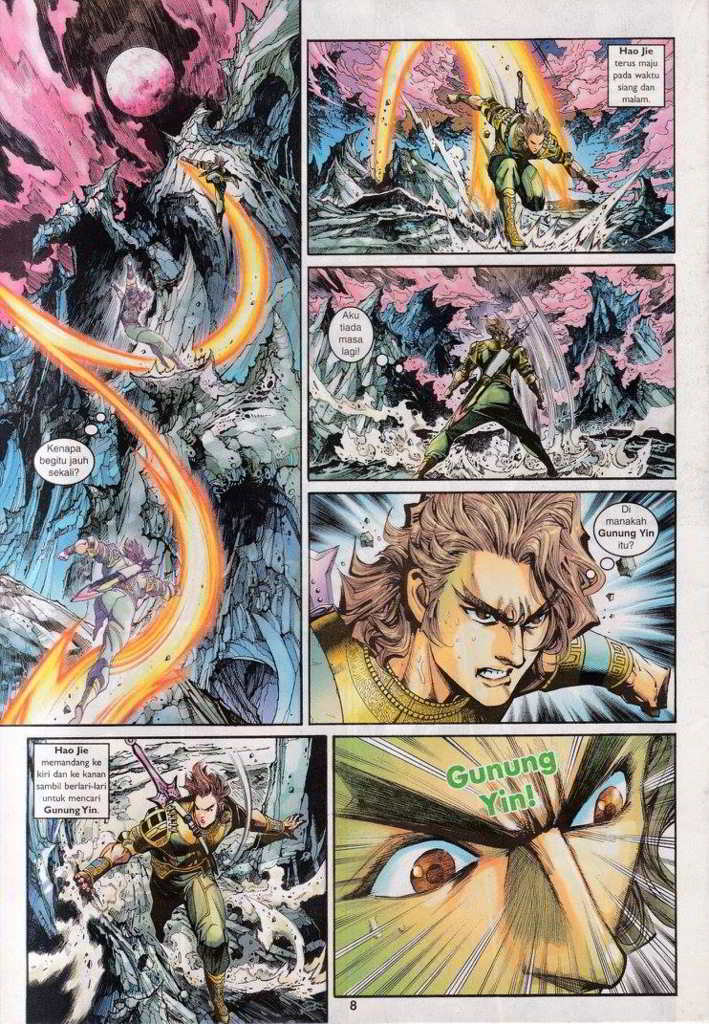 Kenapa
begitu jauh
sekali?
Hao Jie
terus maju
pada waktu
siang dan
malam.
Aku
tiada
masa
lagi!
Di
manakah
Gunung Yin
itu?
Hao Jie
memandang ke
kiri dan ke kanan
sambil berlari-lari
untuk mencari
Gunung Yin.
Gunung
Yin!
8